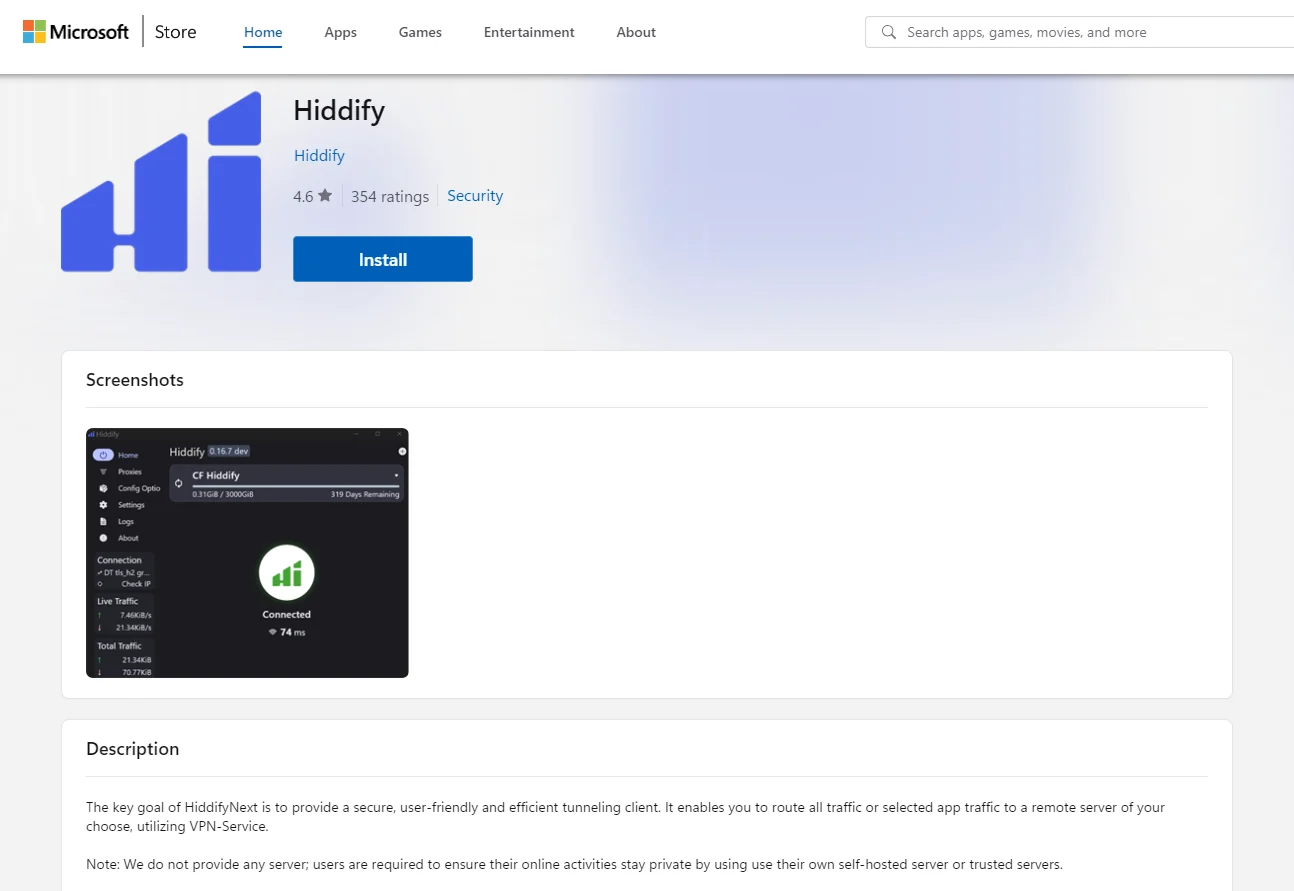 Microsoft Store Home Apps Games Entertainment About Search apps, games, movies, and more
Hiddify
Hiddify
4.6 ★ 354 ratings Security
Install
Screenshots
Hiddify
Home
Proxies
Config Optio
Settings
Logs
About
Connection
DT tls_h2 gr...
Check IP
Live Traffic
↑ 7.46KiB/s
↓ 21.34KiB/s
Total Traffic
↑ 21.34KiB
↓ 70.77KiB
Hiddify 0.16.7 dev
CF Hiddify
0.31GiB / 3000GiB 319 Days Remaining
Connected
74 ms
Description
The key goal of HiddifyNext is to provide a secure, user-friendly and efficient tunneling client. It enables you to route all traffic or selected app traffic to a remote server of your
choose, utilizing VPN-Service.
Note: We do not provide any server; users are required to ensure their online activities stay private by using use their own self-hosted server or trusted servers.